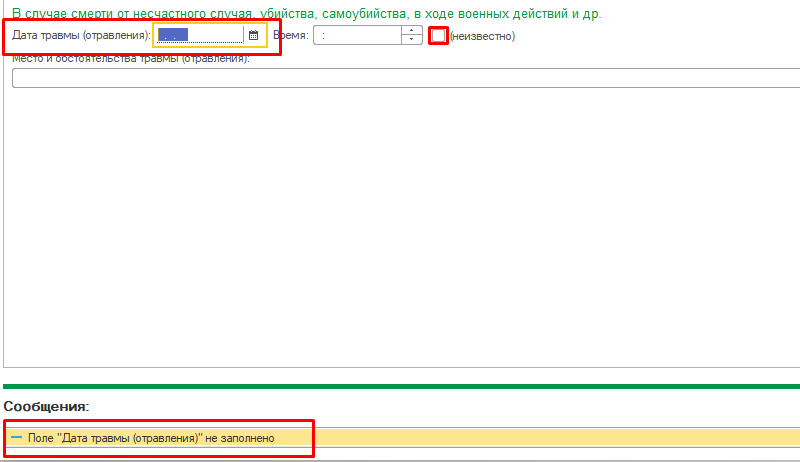 В случае смерти от несчастного случая, убийства, самоубийства, в ходе военных действий и др.
Дата травмы (отравления): . . Время: : (неизвестно)
Место и обстоятельства травмы (отравления):
Сообщения:
Поле "Дата травмы (отравления)" не заполнено